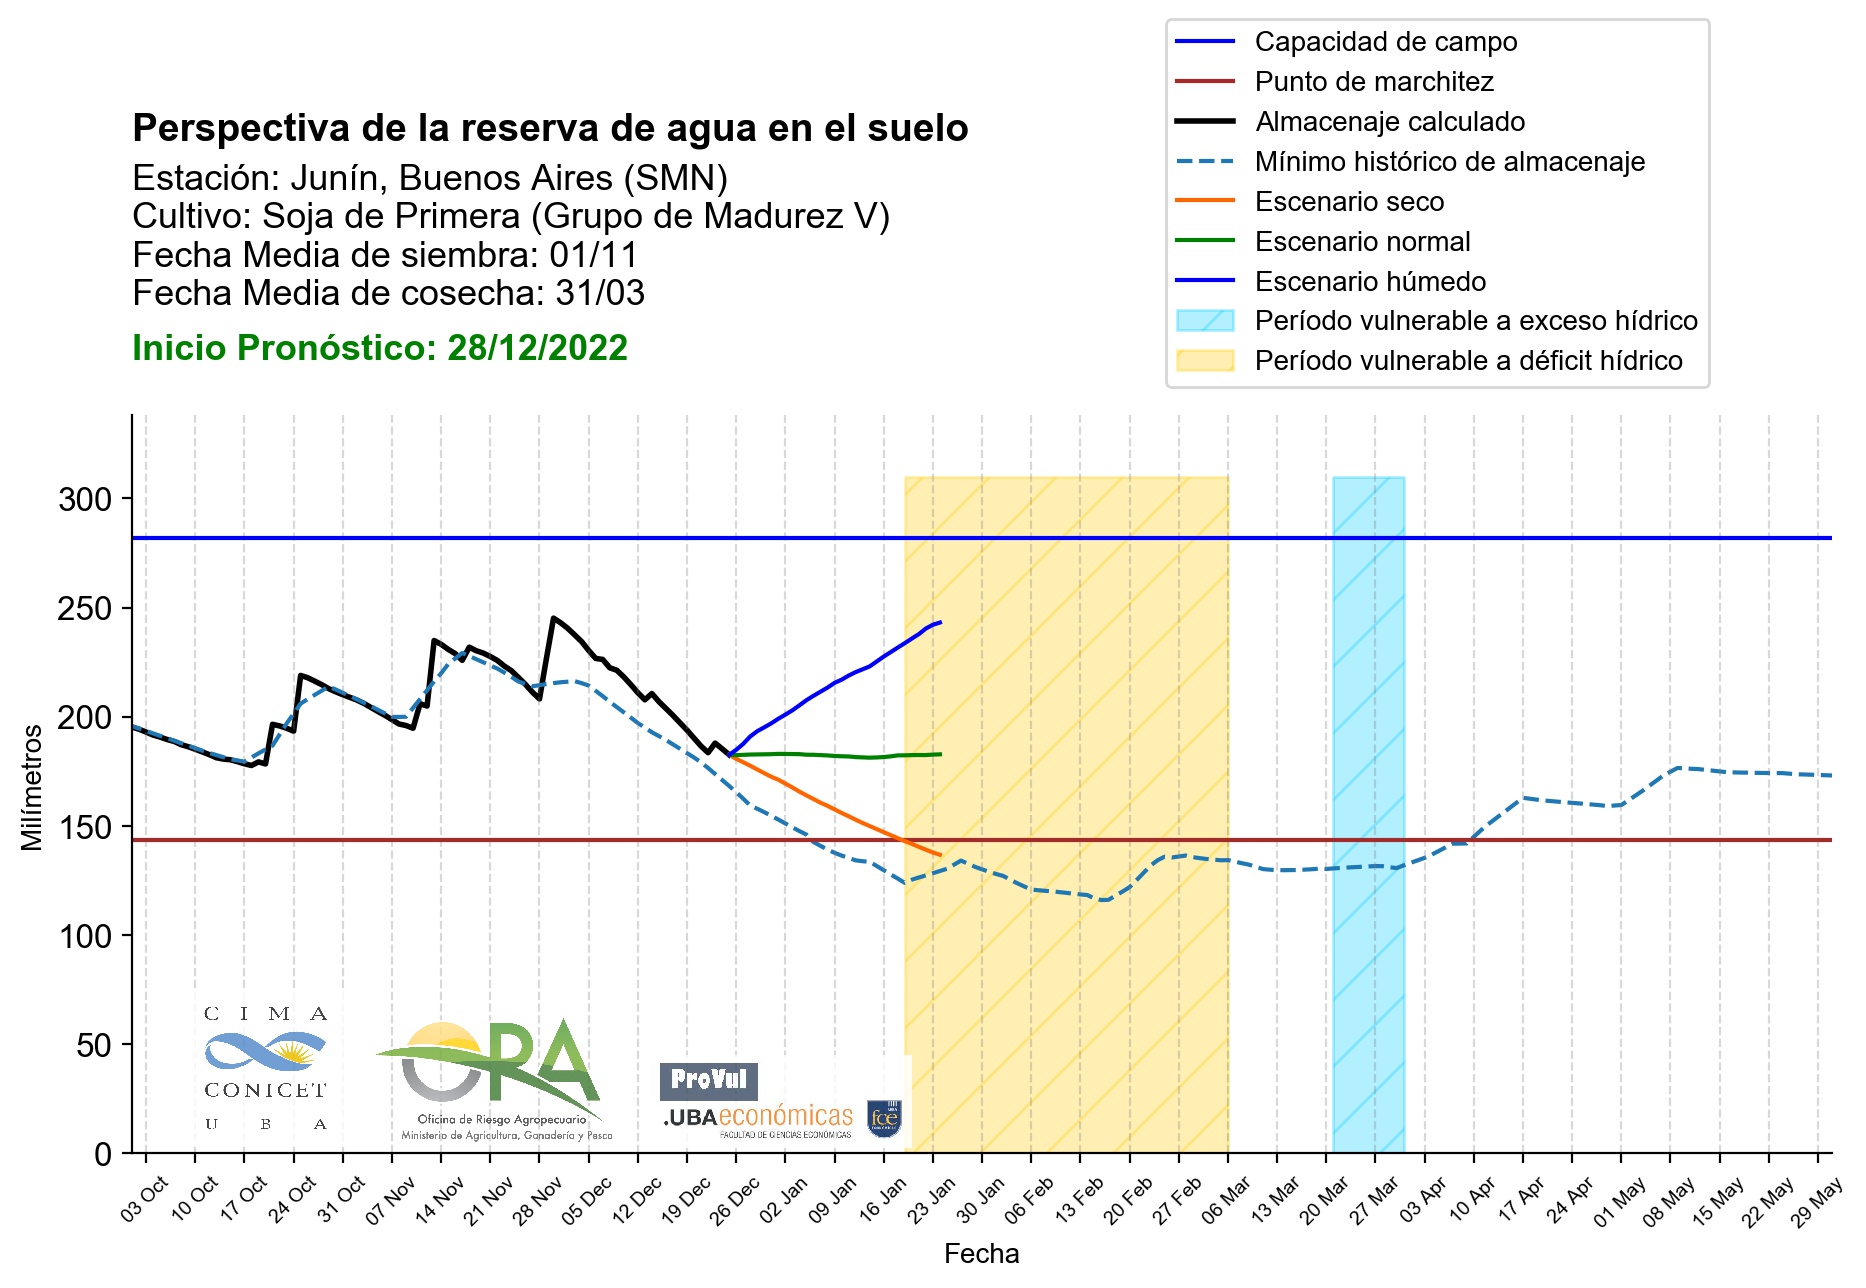 Capacidad de campo
Punto de marchitez
Almacenaje calculado
Mínimo histórico de almacenaje
Escenario seco
Escenario normal
Escenario húmedo
Período vulnerable a exceso hídrico
Período vulnerable a déficit hídrico
Perspectiva de la reserva de agua en el suelo
Estación: Junín, Buenos Aires (SMN)
Cultivo: Soja de Primera (Grupo de Madurez V)
Fecha Media de siembra: 01/11
Fecha Media de cosecha: 31/03
Inicio Pronóstico: 28/12/2022
Milímetros
300
250
200
150
100
50
0
CIMA
CONICET
UBA
ORA
Oficina de Riesgo Agropecuario
Ministerio de Agricultura, Ganadería y Pesca
ProVul
.UBAeconómicas
FACULTAD DE CIENCIAS ECONÓMICAS
fce
03 Oct
10 Oct
17 Oct
24 Oct
31 Oct
07 Nov
14 Nov
21 Nov
28 Nov
05 Dec
12 Dec
19 Dec
26 Dec
02 Jan
09 Jan
16 Jan
23 Jan
30 Jan
06 Feb
13 Feb
20 Feb
27 Feb
06 Mar
13 Mar
20 Mar
27 Mar
03 Apr
10 Apr
17 Apr
24 Apr
01 May
08 May
15 May
22 May
29 May
Fecha